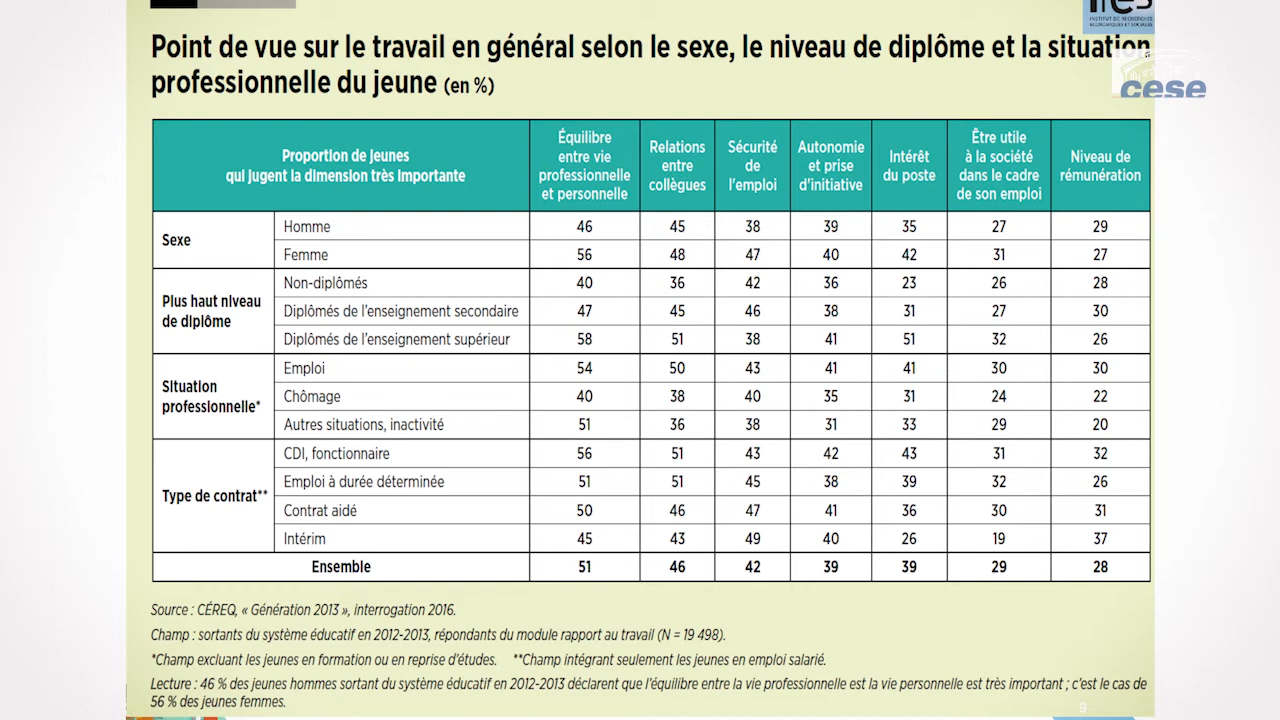 INSTITUT DE RECHERCHES
ÉCONOMIQUES ET SOCIALES
Point de vue sur le travail en général selon le sexe, le niveau de diplôme et la situation
professionnelle du jeune (en %)
cese
Proportion de jeunes
qui jugent la dimension très importante
Équilibre
entre vie
professionnelle
et personnelle
Relations
entre
collègues
Sécurité
de
l'emploi
Autonomie
et prise
d'initiative
Intérêt
du poste
Être utile
à la société
dans le cadre
de son emploi
Niveau de
rémunération
Sexe
Homme 46 45 38 39 35 27 29
Femme 56 48 47 40 42 31 27
Plus haut niveau
de diplôme
Non-diplômés 40 36 42 36 23 26 28
Diplômés de l'enseignement secondaire 47 45 46 38 31 27 30
Diplômés de l'enseignement supérieur 58 51 38 41 51 32 26
Situation
professionnelle*
Emploi 54 50 43 41 41 30 30
Chômage 40 38 40 35 31 24 22
Autres situations, inactivité 51 36 38 31 33 29 20
Type de contrat**
CDI, fonctionnaire 56 51 43 42 43 31 32
Emploi à durée déterminée 51 51 45 38 39 32 26
Contrat aidé 50 46 47 41 36 30 31
Intérim 45 43 49 40 26 19 37
Ensemble 51 46 42 39 39 29 28
Source : CÉREQ, « Génération 2013 », interrogation 2016.
Champ : sortants du système éducatif en 2012-2013, répondants du module rapport au travail (N = 19 498).
*Champ excluant les jeunes en formation ou en reprise d'études. **Champ intégrant seulement les jeunes en emploi salarié.
Lecture : 46 % des jeunes hommes sortant du système éducatif en 2012-2013 déclarent que l'équilibre entre la vie professionnelle est la vie personnelle est très important ; c'est le cas de
56 % des jeunes femmes.
9